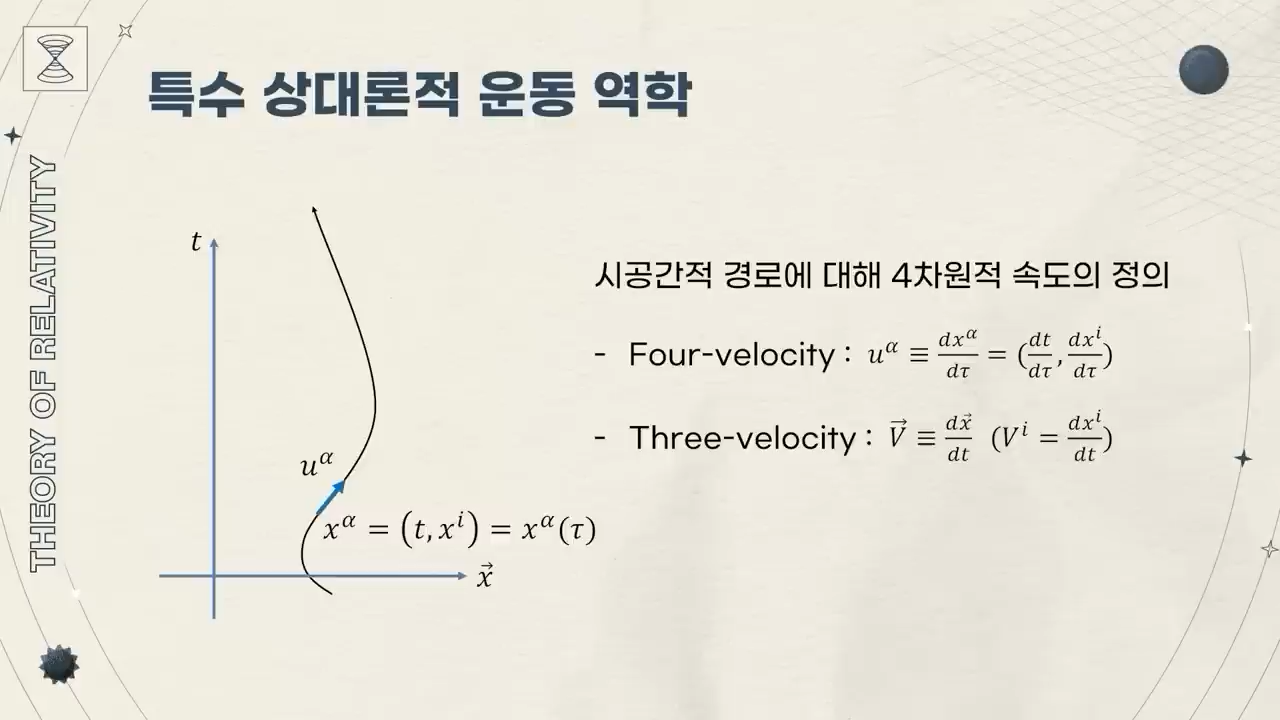 특수 상대론적 운동 역학
THEORY OF RELATIVITY
t
u^α
x^α = (t, x^i) = x^α(τ)
x⃗
시공간적 경로에 대해 4차원적 속도의 정의
- Four-velocity : u^α ≡ dx^α/dτ = (dt/dτ, dx^i/dτ)
- Three-velocity : V⃗ ≡ dx⃗/dt (V^i = dx^i/dt)